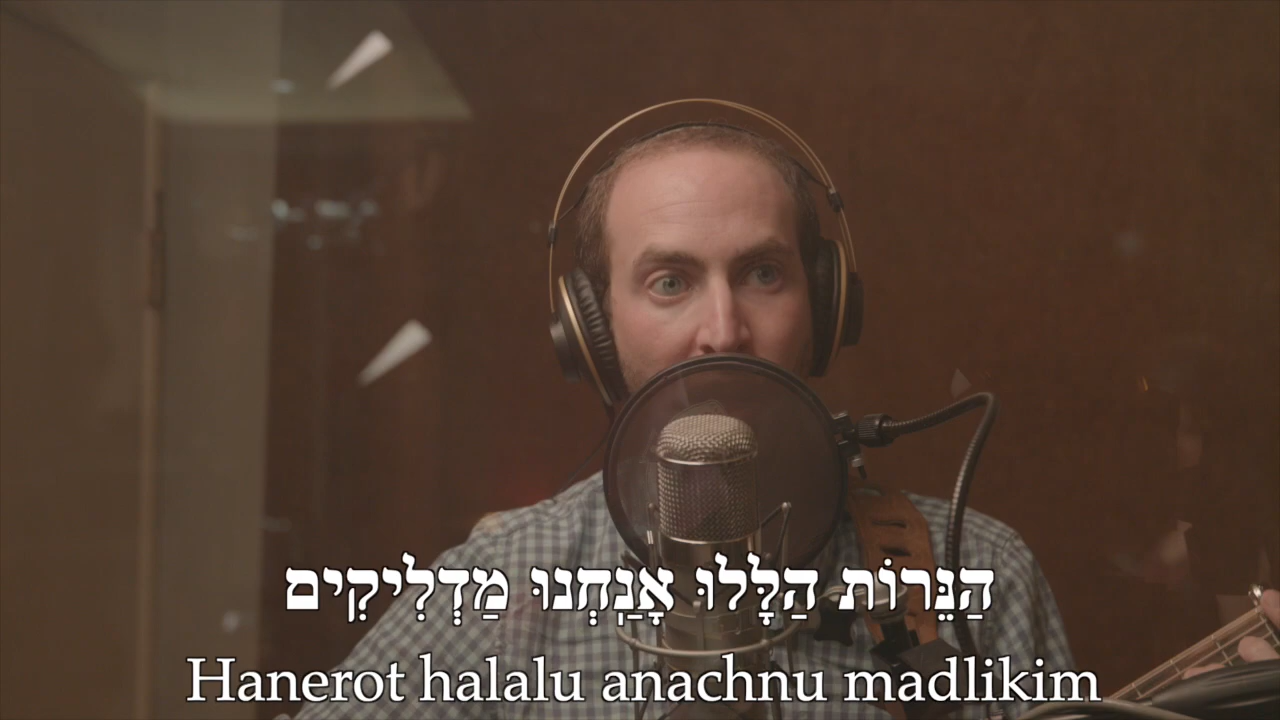 הַנֵּרוֹת הַלָּלוּ אָנַחְנוּ מַדְלִיקִים
Hanerot halalu anachnu madlikim